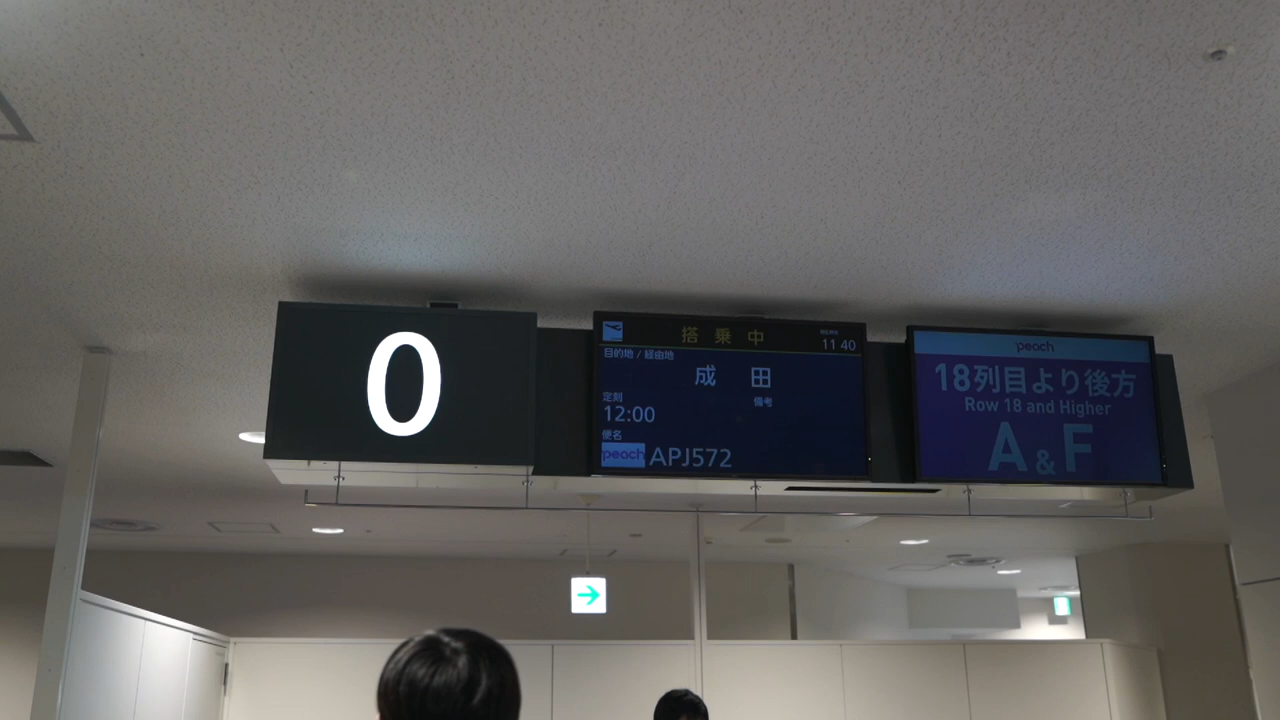 0
搭乗中
11 40
目的地 / 経由地
成田
定刻
備考
12:00
便名
peach APJ572
peach
18列目より後方
Row 18 and Higher
A & F